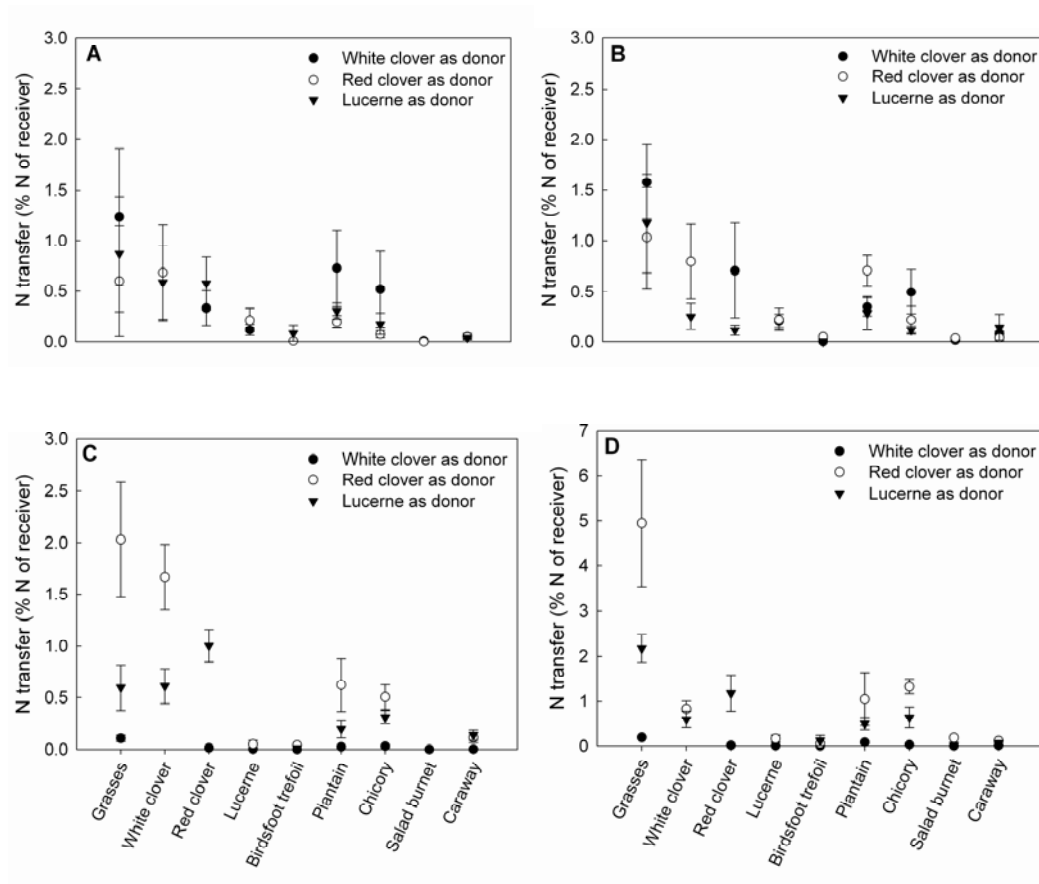 A
White clover as donor
Red clover as donor
Lucerne as donor
N transfer (% N of receiver)
3.0
2.5
2.0
1.5
1.0
0.5
0.0
B
White clover as donor
Red clover as donor
Lucerne as donor
N transfer (% N of receiver)
3.0
2.5
2.0
1.5
1.0
0.5
0.0
C
White clover as donor
Red clover as donor
Lucerne as donor
N transfer (% N of receiver)
3.0
2.5
2.0
1.5
1.0
0.5
0.0
Grasses
White clover
Red clover
Lucerne
Birdsfoot trefoil
Plantain
Chicory
Salad burnet
Caraway
D
White clover as donor
Red clover as donor
Lucerne as donor
N transfer (% N of receiver)
7
6
5
4
3
2
1
0
Grasses
White clover
Red clover
Lucerne
Birdsfoot trefoil
Plantain
Chicory
Salad burnet
Caraway